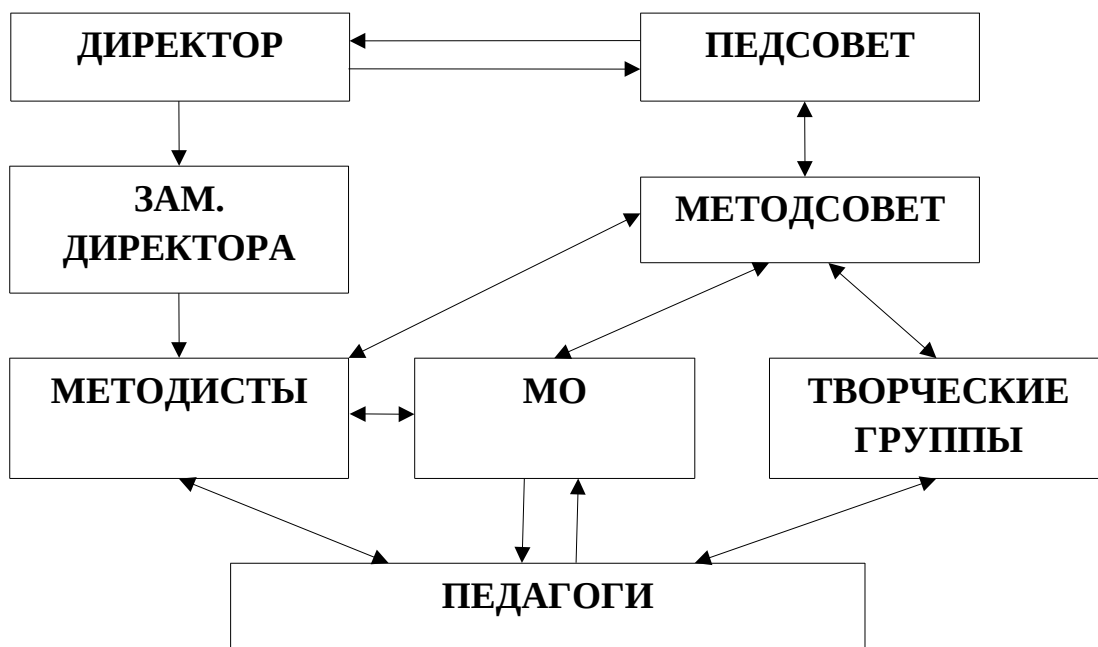 ДИРЕКТОР
ПЕДСОВЕТ
ЗАМ.
ДИРЕКТОРА
МЕТОДСОВЕТ
МЕТОДИСТЫ
МО
ТВОРЧЕСКИЕ
ГРУППЫ
ПЕДАГОГИ